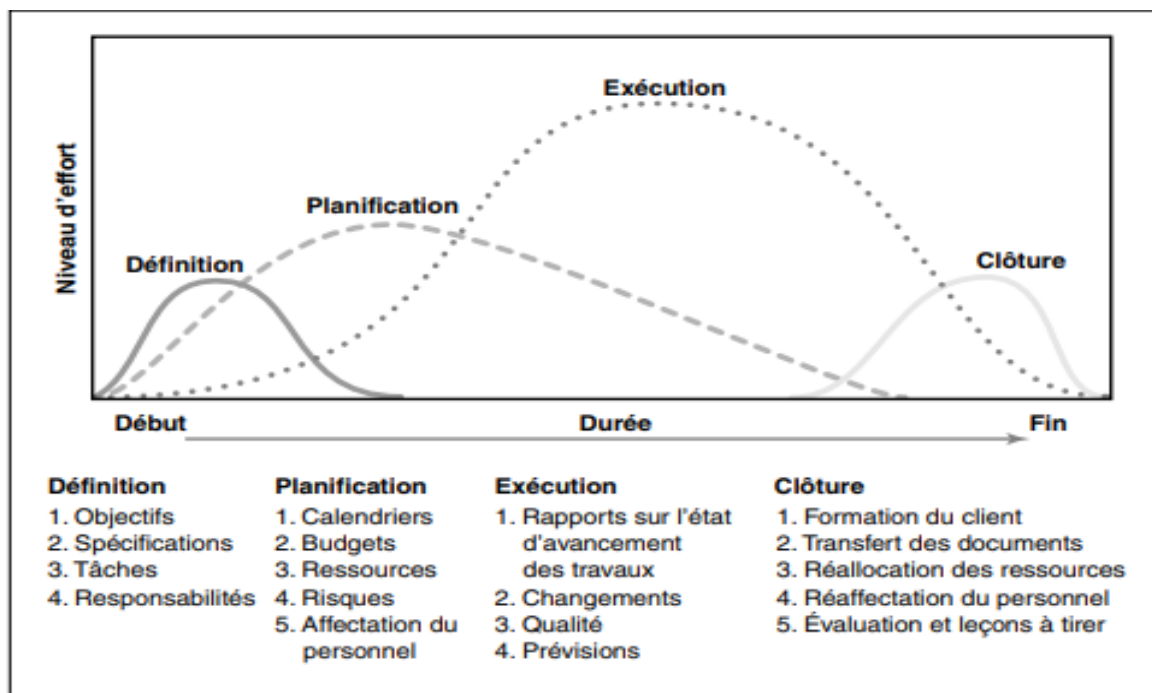 Exécution
Planification
Définition
Clôture
Niveau d'effort
Début
Durée
Fin
Définition
1. Objectifs
2. Spécifications
3. Tâches
4. Responsabilités
Planification
1. Calendriers
2. Budgets
3. Ressources
4. Risques
5. Affectation du
personnel
Exécution
1. Rapports sur l'état
d'avancement
des travaux
2. Changements
3. Qualité
4. Prévisions
Clôture
1. Formation du client
2. Transfert des documents
3. Réallocation des ressources
4. Réaffectation du personnel
5. Évaluation et leçons à tirer